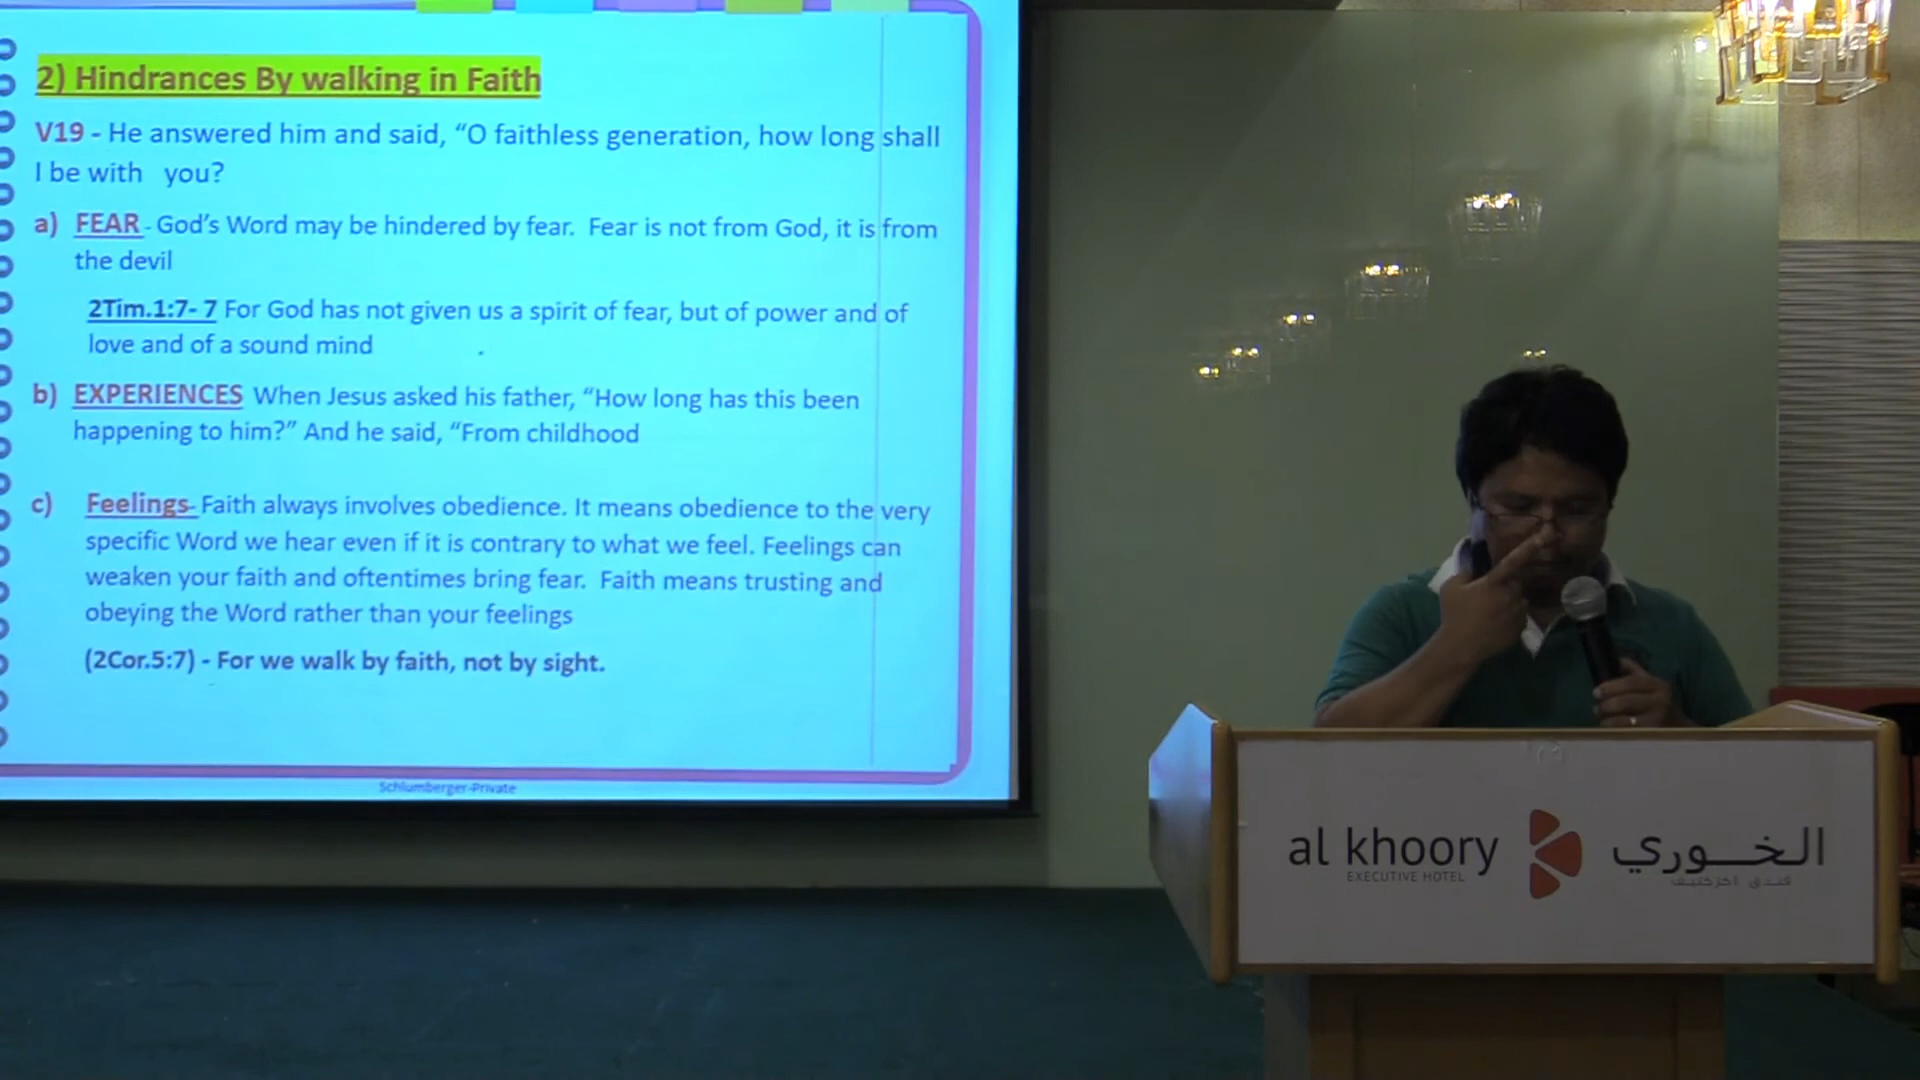 2) Hindrances By walking in Faith
V19 - He answered him and said, “O faithless generation, how long shall
I be with you?
a) FEAR - God’s Word may be hindered by fear. Fear is not from God, it is from
the devil
2Tim.1:7- 7 For God has not given us a spirit of fear, but of power and of
love and of a sound mind
b) EXPERIENCES When Jesus asked his father, “How long has this been
happening to him?” And he said, “From childhood
c) Feelings- Faith always involves obedience. It means obedience to the very
specific Word we hear even if it is contrary to what we feel. Feelings can
weaken your faith and oftentimes bring fear. Faith means trusting and
obeying the Word rather than your feelings
(2Cor.5:7) - For we walk by faith, not by sight.
Schlumberger-Private
al khoory
EXECUTIVE HOTEL
الخوري
فندق اكزكتيف